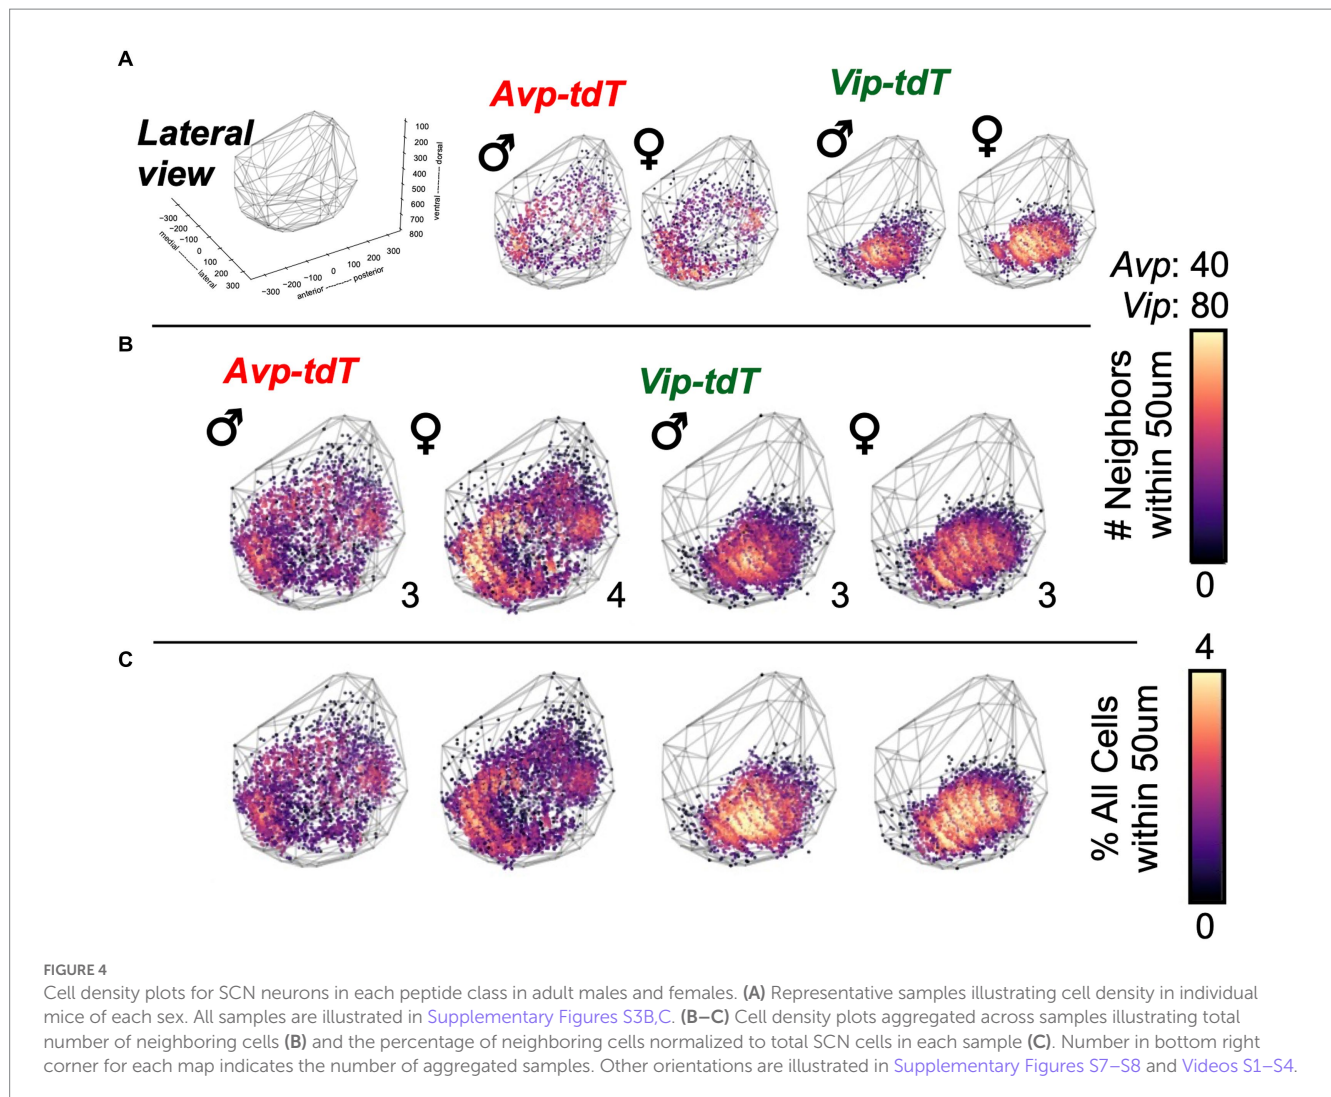 A
Lateral
view
100
200
300
400
500
600
700
800
ventral ---------- dorsal
−300
−200
−100
0
100
200
300
medial ---------- lateral
−300
−200
−100
0
100
200
300
anterior ---------- posterior
Avp-tdT
Vip-tdT
♂ ♀ ♂ ♀
Avp: 40
Vip: 80
# Neighbors
within 50um
0
B
Avp-tdT
Vip-tdT
♂ ♀ ♂ ♀
3 4 3 3
C
4
% All Cells
within 50um
0
FIGURE 4
Cell density plots for SCN neurons in each peptide class in adult males and females. (A) Representative samples illustrating cell density in individual
mice of each sex. All samples are illustrated in Supplementary Figures S3B,C. (B–C) Cell density plots aggregated across samples illustrating total
number of neighboring cells (B) and the percentage of neighboring cells normalized to total SCN cells in each sample (C). Number in bottom right
corner for each map indicates the number of aggregated samples. Other orientations are illustrated in Supplementary Figures S7–S8 and Videos S1–S4.